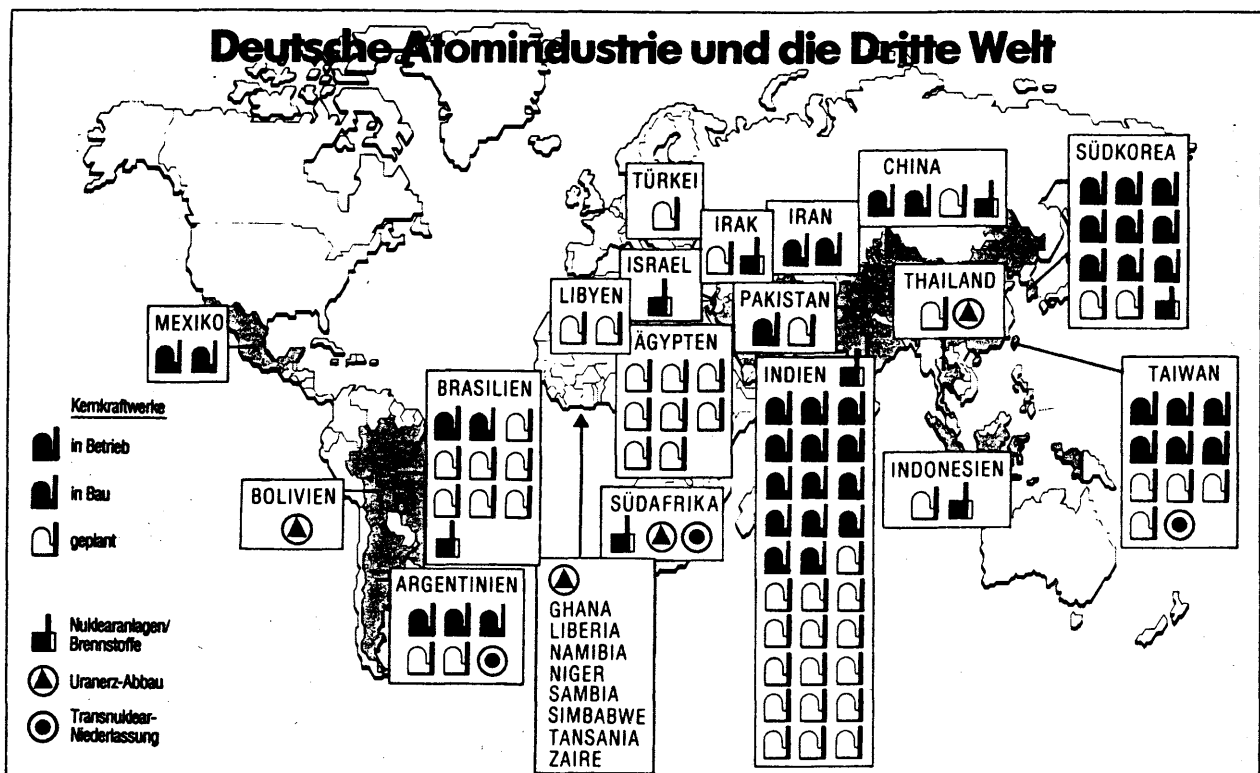 Deutsche Atomindustrie und die Dritte Welt
TÜRKEI
CHINA
SÜDKOREA
IRAK
IRAN
ISRAEL
LIBYEN
PAKISTAN
THAILAND
MEXIKO
ÄGYPTEN
BRASILIEN
INDIEN
TAIWAN
Kernkraftwerke
in Betrieb
in Bau
geplant
BOLIVIEN
SÜDAFRIKA
INDONESIEN
ARGENTINIEN
GHANA
LIBERIA
NAMIBIA
NIGER
SAMBIA
SIMBABWE
TANSANIA
ZAIRE
Nuklearanlagen/
Brennstoffe
Uranerz-Abbau
Transnuklear-
Niederlassung